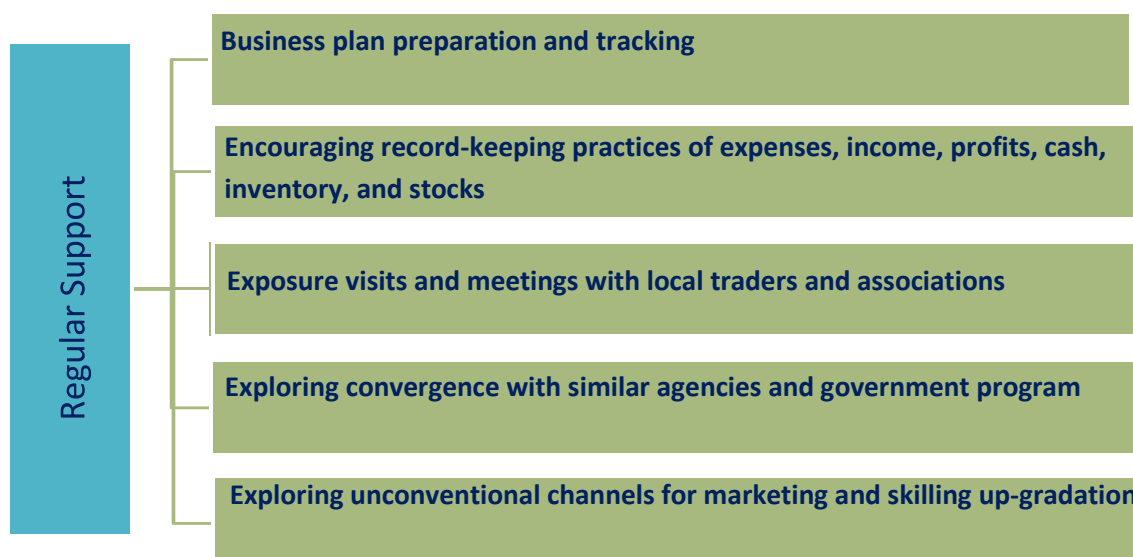 Regular Support
Business plan preparation and tracking
Encouraging record-keeping practices of expenses, income, profits, cash,
inventory, and stocks
Exposure visits and meetings with local traders and associations
Exploring convergence with similar agencies and government program
Exploring unconventional channels for marketing and skilling up-gradation